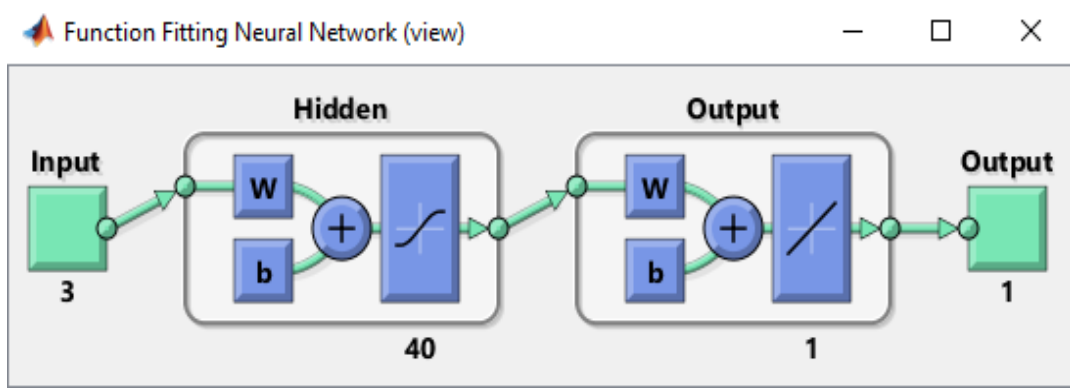 Function Fitting Neural Network (view)
Hidden
Output
Input
Output
W
W
b
b
3
1
40
1